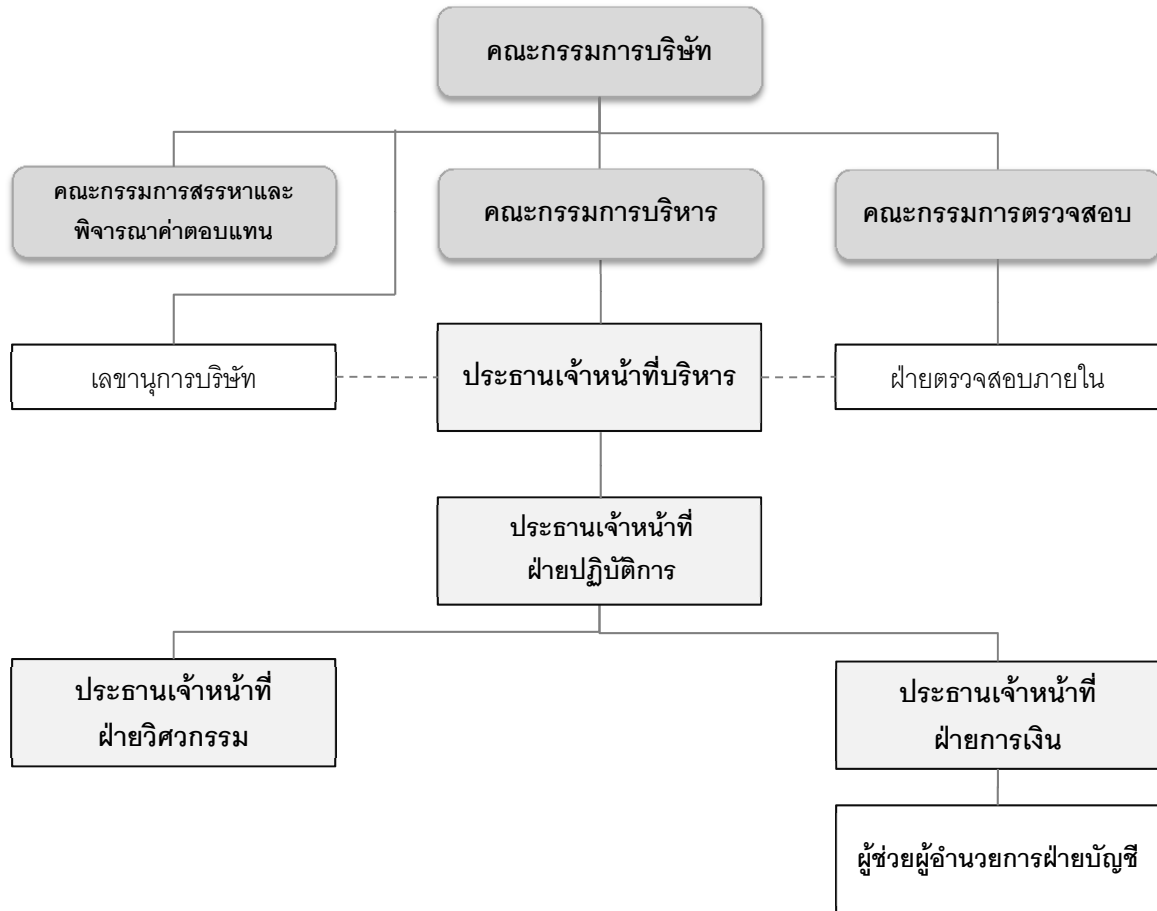 คณะกรรมการบริษัท
คณะกรรมการสรรหาและ
พิจารณาค่าตอบแทน
คณะกรรมการบริหาร
คณะกรรมการตรวจสอบ
เลขานุการบริษัท
ประธานเจ้าหน้าที่บริหาร
ฝ่ายตรวจสอบภายใน
ประธานเจ้าหน้าที่
ฝ่ายปฏิบัติการ
ประธานเจ้าหน้าที่
ฝ่ายวิศวกรรม
ประธานเจ้าหน้าที่
ฝ่ายการเงิน
ผู้ช่วยผู้อำนวยการฝ่ายบัญชี